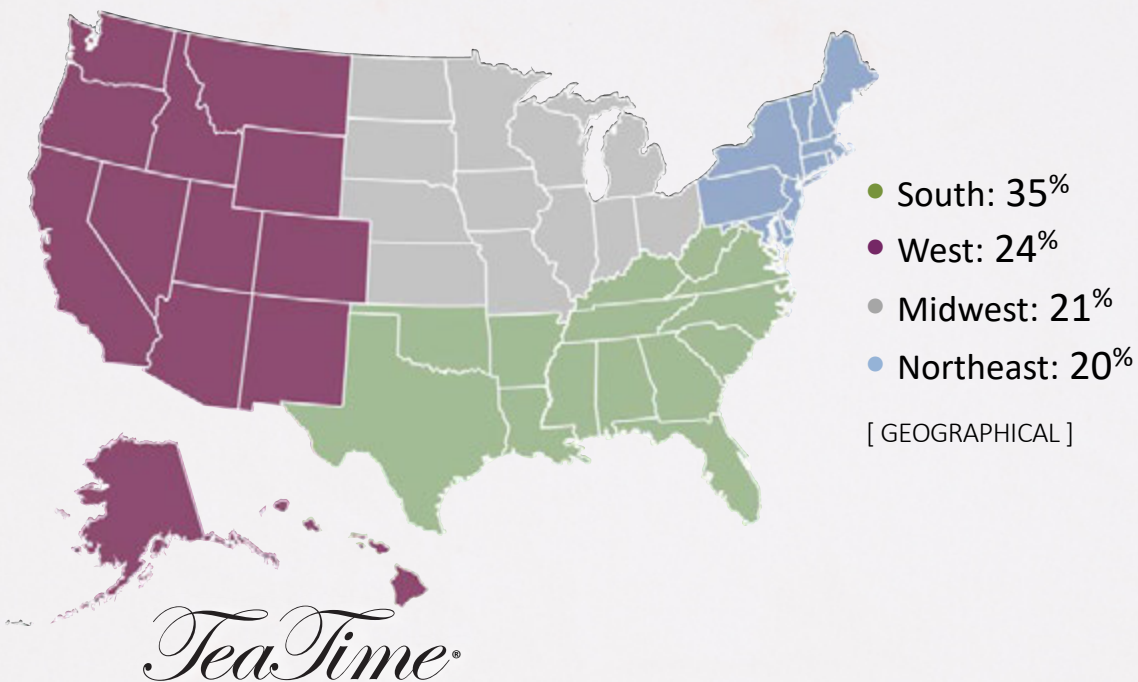 South: 35%
West: 24%
Midwest: 21%
Northeast: 20%
[ GEOGRAPHICAL ]
TeaTime®